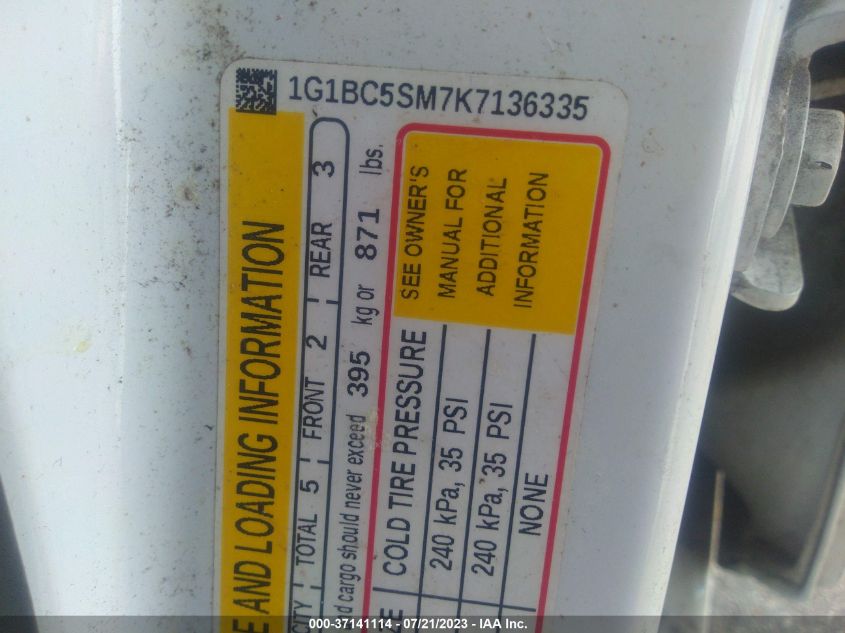 1G1BC5SM7K7136335
E AND LOADING INFORMATION
CITY TOTAL 5 FRONT 2 REAR 3
d cargo should never exceed 395 kg or 871 lbs.
COLD TIRE PRESSURE
240 kPa, 35 PSI
240 kPa, 35 PSI
NONE
SEE OWNER'S
MANUAL FOR
ADDITIONAL
INFORMATION
000-37141114 - 07/21/2023 - IAA Inc.